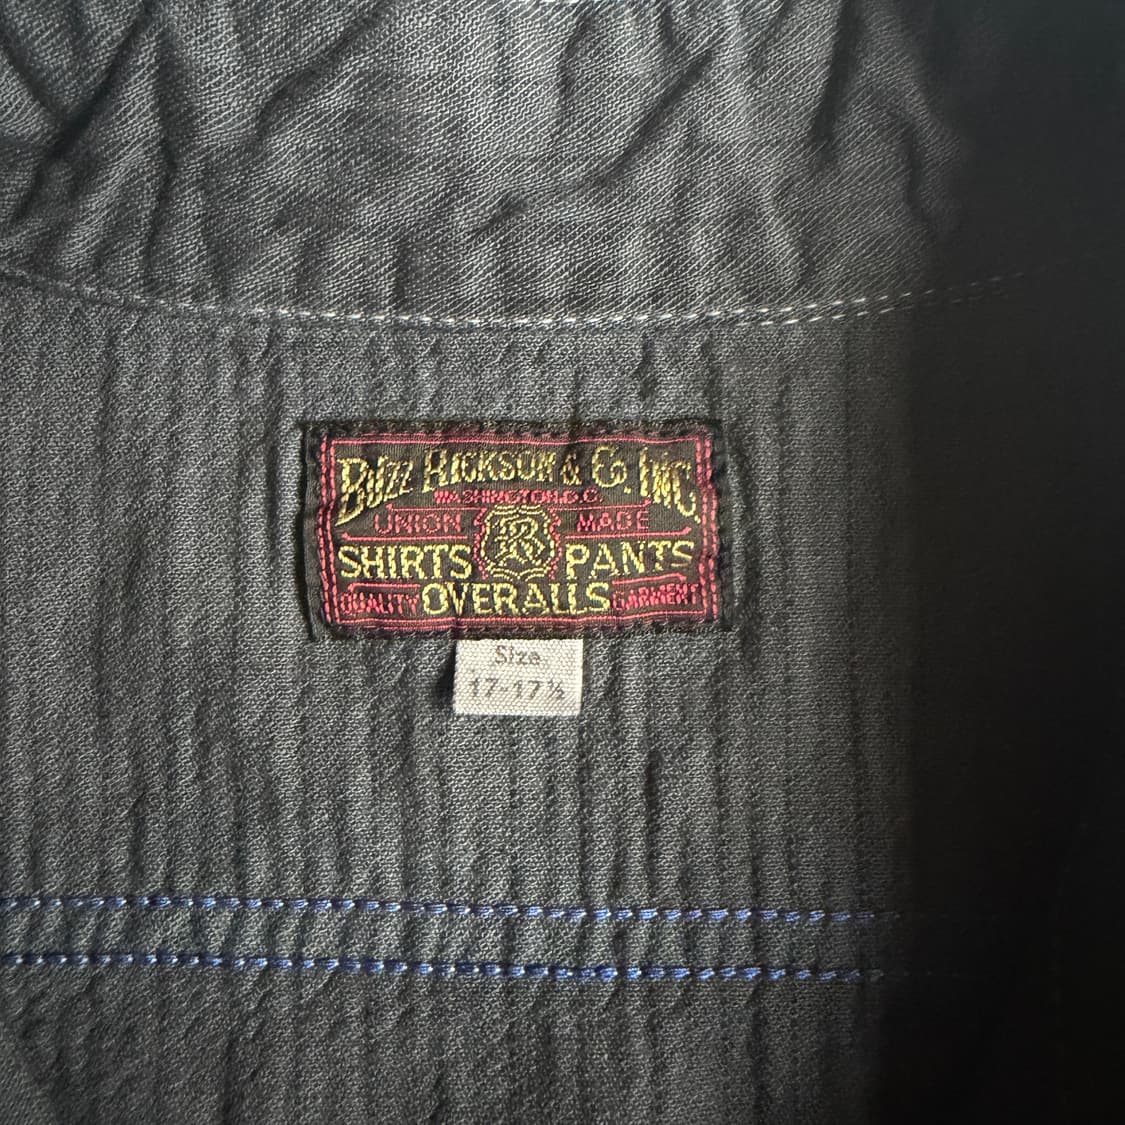 BUZZ RICKSON & Co. INC.
WASHINGTON.D.C.
UNION MADE
R
SHIRTS PANTS
QUALITY OVERALLS GARMENT
Size
17-17½